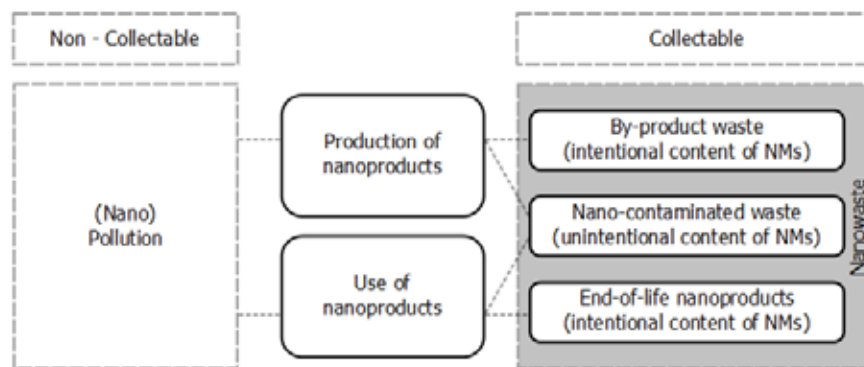 Non - Collectable
Collectable
(Nano)
Pollution
Production of
nanoproducts
Use of
nanoproducts
By-product waste
(intentional content of NMs)
Nano-contaminated waste
(unintentional content of NMs)
End-of-life nanoproducts
(intentional content of NMs)
Nanowaste